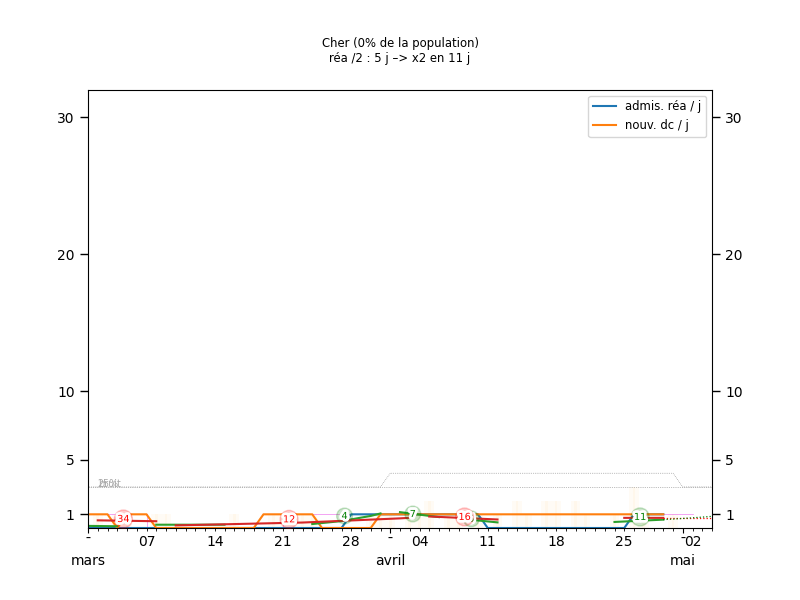 Cher (0% de la population)
réa /2 : 5 j –> x2 en 11 j
admis. réa / j
nouv. dc / j
30 30
20 20
10 10
5 5
1 1
34 12 4 7 16 11
- 07 14 21 28 - 04 11 18 25 02
mars avril mai